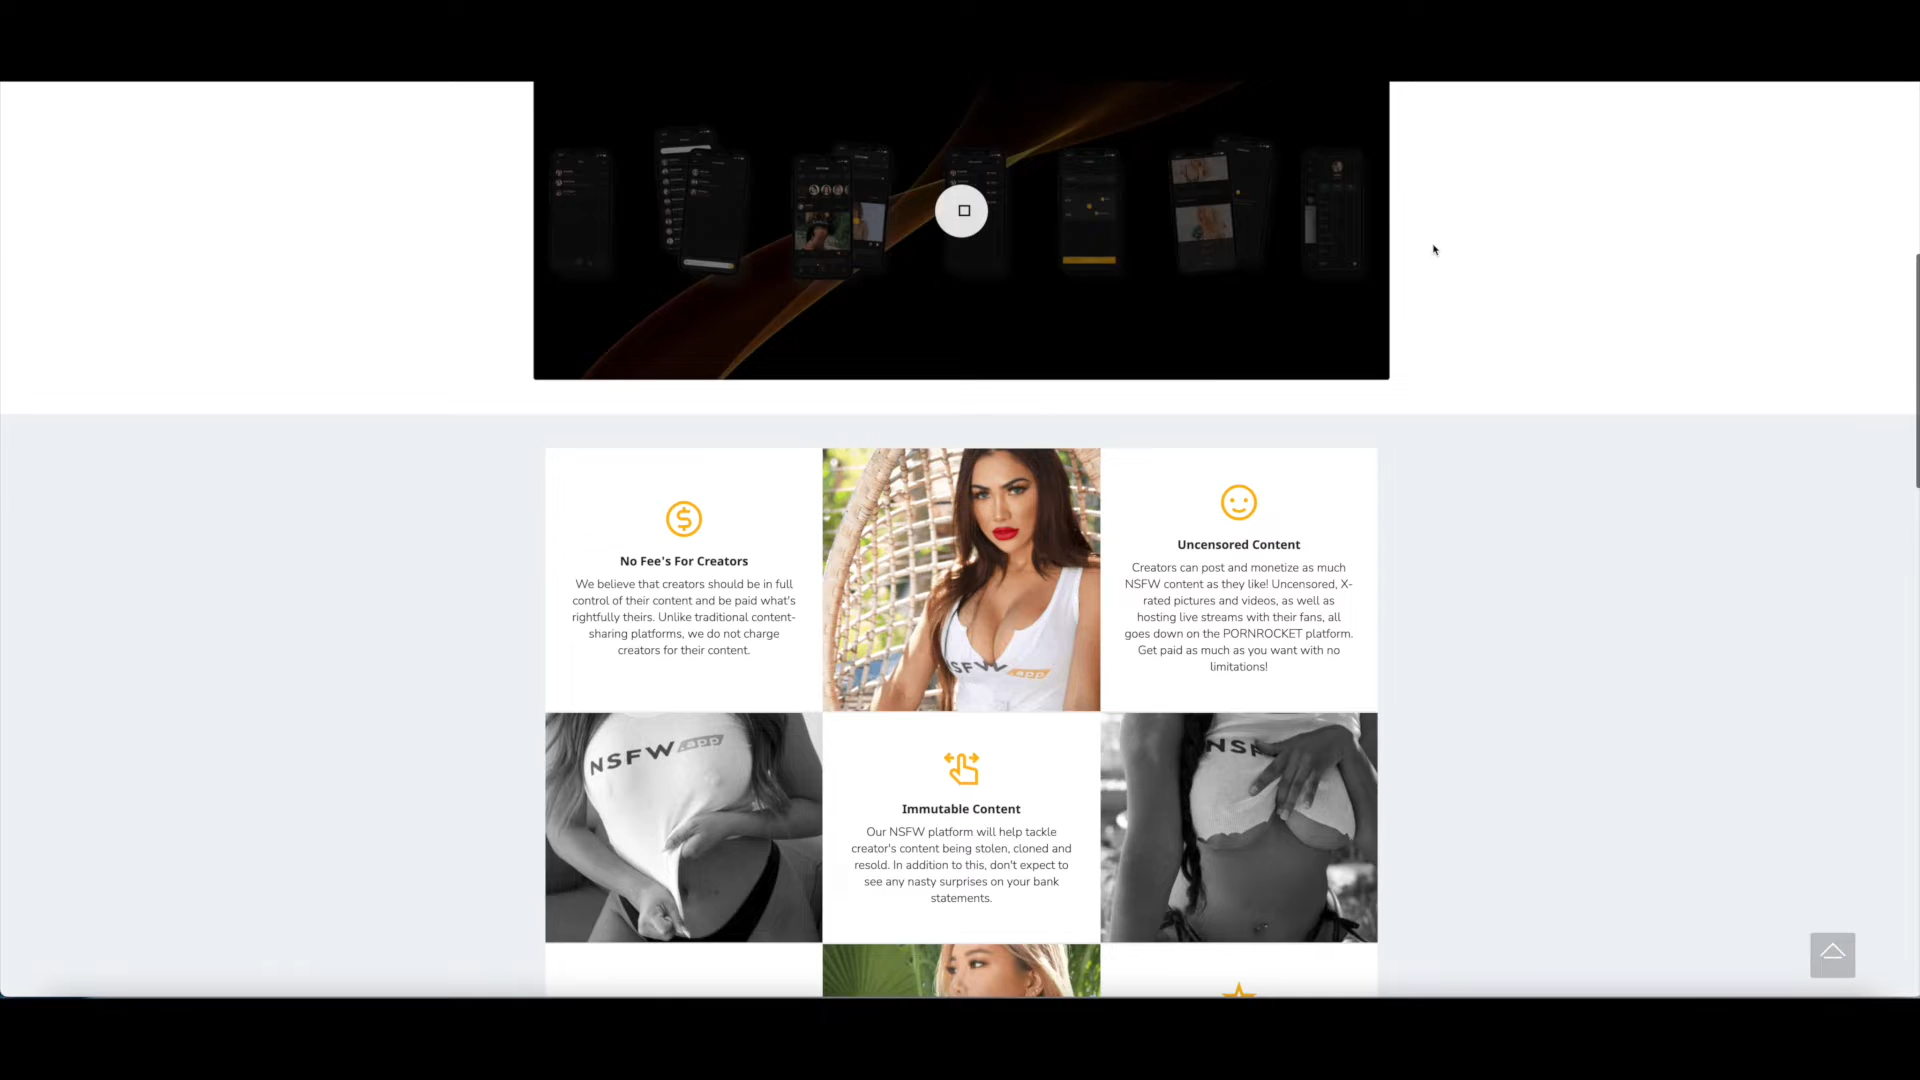 No Fee's For Creators
We believe that creators should be in full
control of their content and be paid what's
rightfully theirs. Unlike traditional content-
sharing platforms, we do not charge
creators for their content.
NSFW.app
Uncensored Content
Creators can post and monetize as much
NSFW content as they like! Uncensored, X-
rated pictures and videos, as well as
hosting live streams with their fans, all
goes down on the PORNROCKET platform.
Get paid as much as you want with no
limitations!
NSFW.app
Immutable Content
Our NSFW platform will help tackle
creator's content being stolen, cloned and
resold. In addition to this, don't expect to
see any nasty surprises on your bank
statements.
NSF